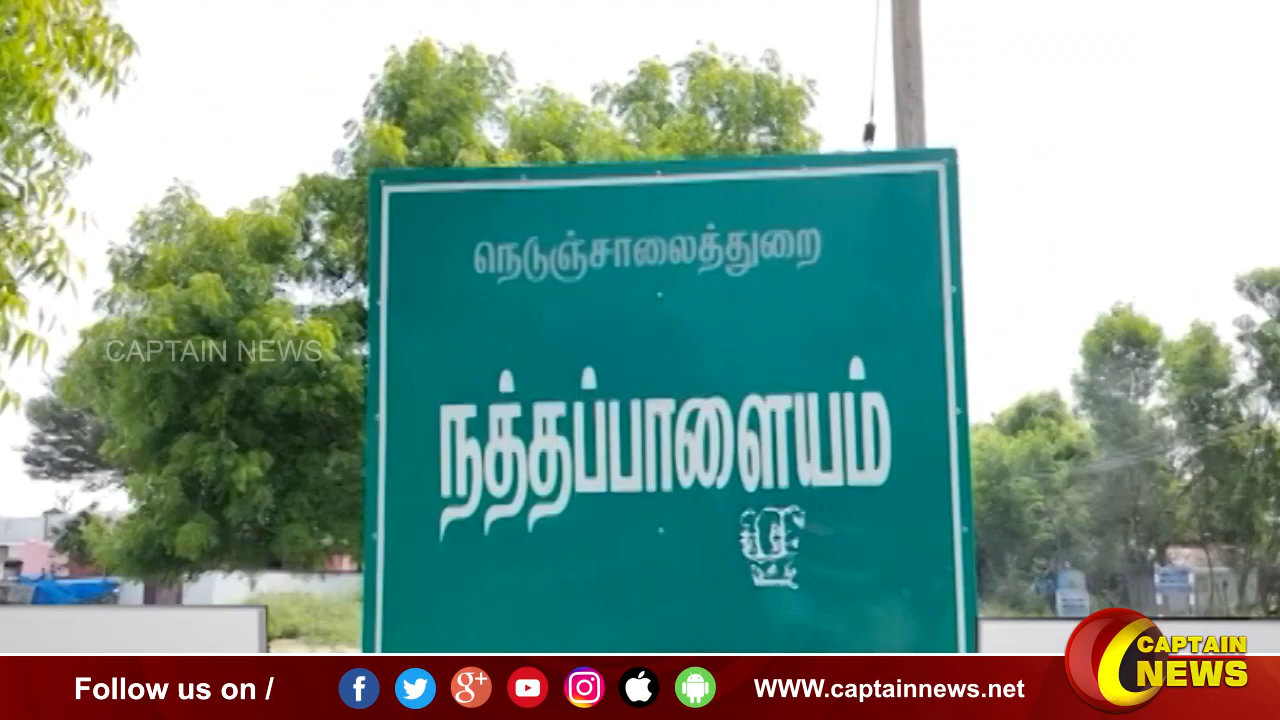 நெடுஞ்சாலைத்துறை
CAPTAIN NEWS
நத்தப்பாளையம்
Follow us on /
WWW.captainnews.net
CAPTAIN
NEWS